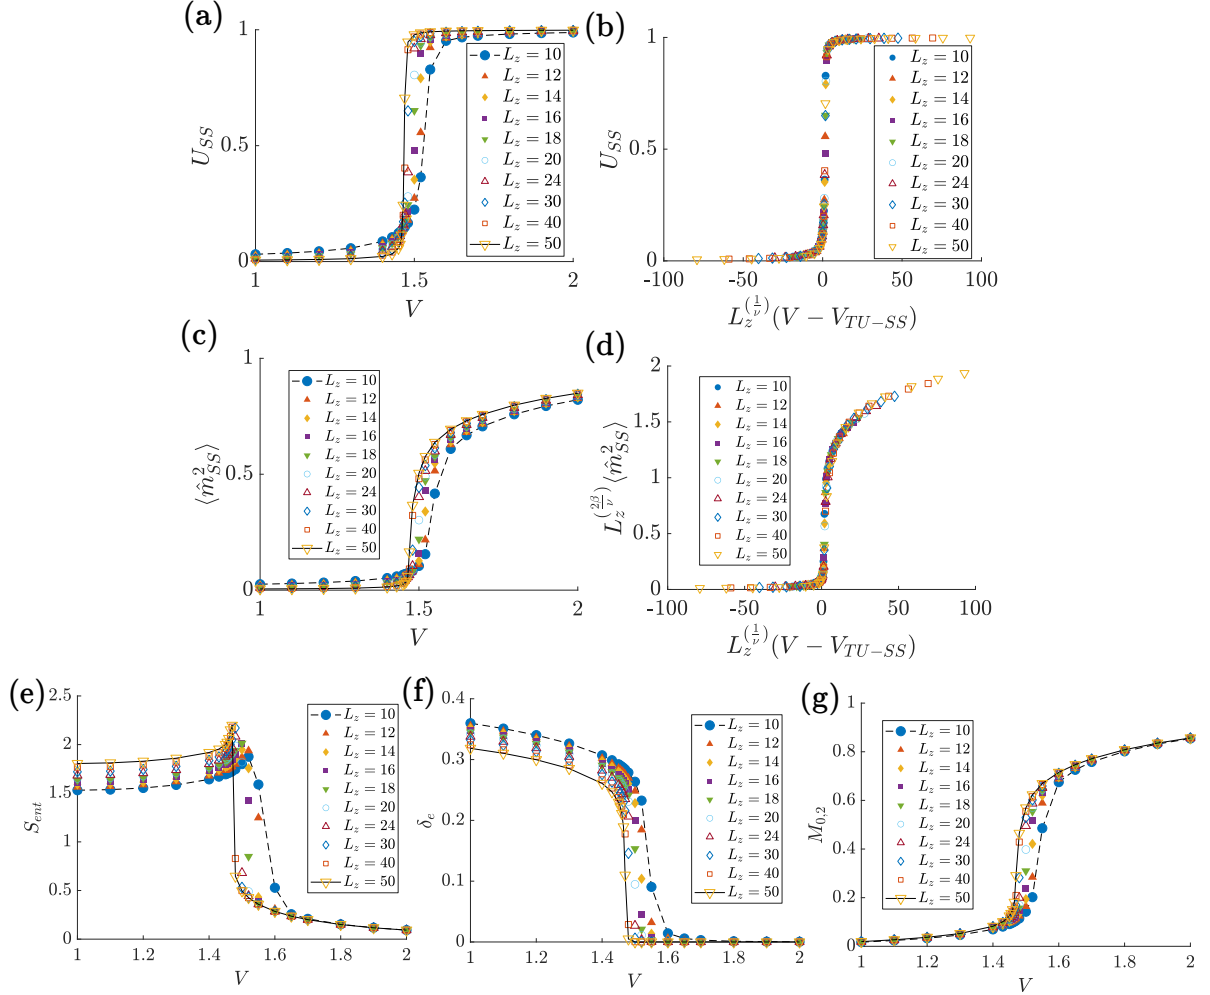 (a)
1
0.5
0
U_{SS}
1
1.5
2
V
L_z = 10
L_z = 12
L_z = 14
L_z = 16
L_z = 18
L_z = 20
L_z = 24
L_z = 30
L_z = 40
L_z = 50
(b)
1
0.5
0
U_{SS}
-100
-50
0
50
100
L_z^{(\frac{1}{ν})}(V − V_{TU−SS})
L_z = 10
L_z = 12
L_z = 14
L_z = 16
L_z = 18
L_z = 20
L_z = 24
L_z = 30
L_z = 40
L_z = 50
(c)
1
0.5
0
⟨m̂²_{SS}⟩
1
1.5
2
V
L_z = 10
L_z = 12
L_z = 14
L_z = 16
L_z = 18
L_z = 20
L_z = 24
L_z = 30
L_z = 40
L_z = 50
(d)
2
1.5
1
0.5
0
L_z^{(\frac{2β}{ν})}⟨m̂²_{SS}⟩
-100
-50
0
50
100
L_z^{(\frac{1}{ν})}(V − V_{TU−SS})
L_z = 10
L_z = 12
L_z = 14
L_z = 16
L_z = 18
L_z = 20
L_z = 24
L_z = 30
L_z = 40
L_z = 50
(e)
2.5
2
1.5
1
0.5
0
S_{ent}
1
1.2
1.4
1.6
1.8
2
V
L_z = 10
L_z = 12
L_z = 14
L_z = 16
L_z = 18
L_z = 20
L_z = 24
L_z = 30
L_z = 40
L_z = 50
(f)
0.4
0.3
0.2
0.1
0
δ_e
1
1.2
1.4
1.6
1.8
2
V
L_z = 10
L_z = 12
L_z = 14
L_z = 16
L_z = 18
L_z = 20
L_z = 24
L_z = 30
L_z = 40
L_z = 50
(g)
1
0.8
0.6
0.4
0.2
0
M_{0,2}
1
1.2
1.4
1.6
1.8
2
V
L_z = 10
L_z = 12
L_z = 14
L_z = 16
L_z = 18
L_z = 20
L_z = 24
L_z = 30
L_z = 40
L_z = 50